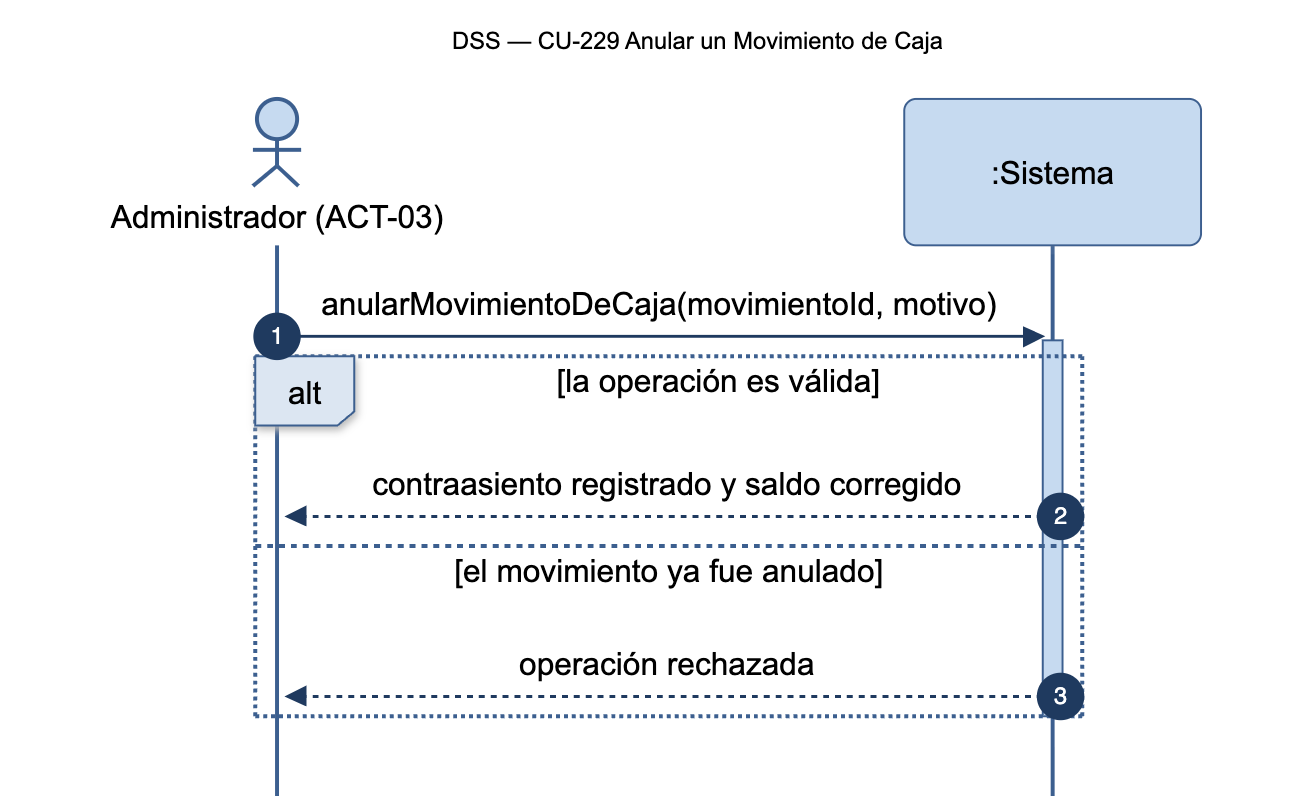 DSS — CU-229 Anular un Movimiento de Caja
:Sistema
Administrador (ACT-03)
anularMovimientoDeCaja(movimientoId, motivo)
1
alt
[la operación es válida]
contraasiento registrado y saldo corregido
2
[el movimiento ya fue anulado]
operación rechazada
3